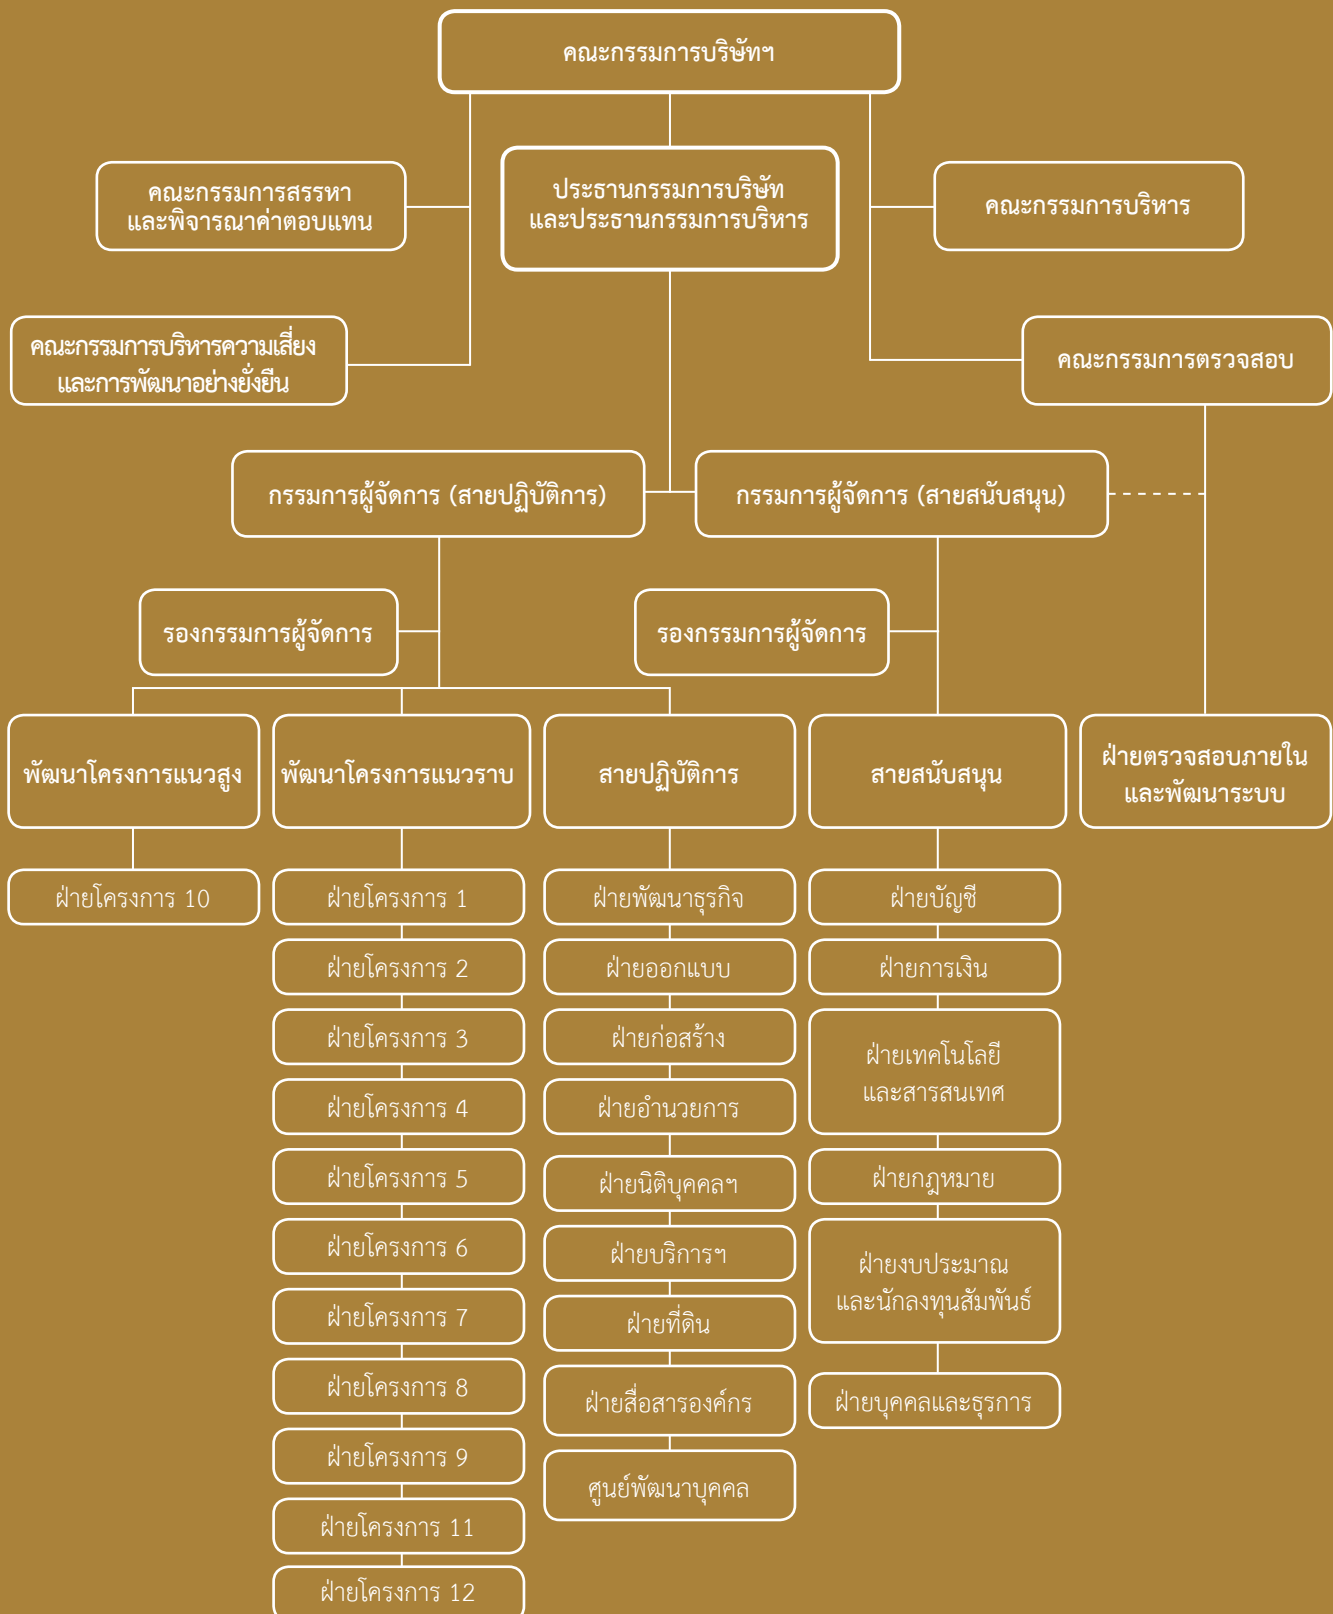 คณะกรรมการบริษัทฯ
คณะกรรมการสรรหา
และพิจารณาค่าตอบแทน
ประธานกรรมการบริษัท
และประธานกรรมการบริหาร
คณะกรรมการบริหาร
คณะกรรมการบริหารความเสี่ยง
และการพัฒนาอย่างยั่งยืน
คณะกรรมการตรวจสอบ
กรรมการผู้จัดการ (สายปฏิบัติการ)
กรรมการผู้จัดการ (สายสนับสนุน)
รองกรรมการผู้จัดการ
รองกรรมการผู้จัดการ
พัฒนาโครงการแนวสูง
พัฒนาโครงการแนวราบ
สายปฏิบัติการ
สายสนับสนุน
ฝ่ายตรวจสอบภายใน
และพัฒนาระบบ
ฝ่ายโครงการ 10
ฝ่ายโครงการ 1
ฝ่ายโครงการ 2
ฝ่ายโครงการ 3
ฝ่ายโครงการ 4
ฝ่ายโครงการ 5
ฝ่ายโครงการ 6
ฝ่ายโครงการ 7
ฝ่ายโครงการ 8
ฝ่ายโครงการ 9
ฝ่ายโครงการ 11
ฝ่ายโครงการ 12
ฝ่ายพัฒนาธุรกิจ
ฝ่ายออกแบบ
ฝ่ายก่อสร้าง
ฝ่ายอำนวยการ
ฝ่ายนิติบุคคลฯ
ฝ่ายบริการฯ
ฝ่ายที่ดิน
ฝ่ายสื่อสารองค์กร
ศูนย์พัฒนาบุคคล
ฝ่ายบัญชี
ฝ่ายการเงิน
ฝ่ายเทคโนโลยี
และสารสนเทศ
ฝ่ายกฎหมาย
ฝ่ายงบประมาณ
และนักลงทุนสัมพันธ์
ฝ่ายบุคคลและธุรการ